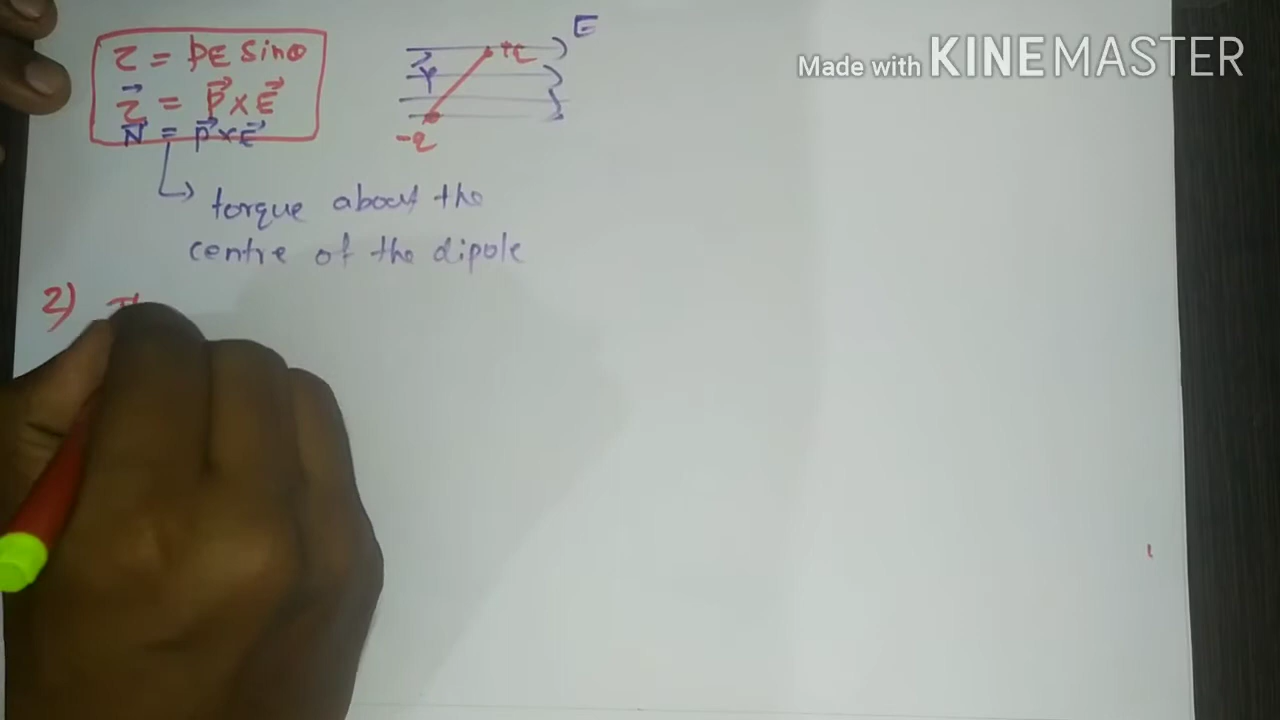 τ = pE sinθ
τ⃗ = p⃗ × E⃗
N⃗ = p⃗ × E⃗
E
+q
-q
torque about the
centre of the dipole
2)
Made with KINEMASTER